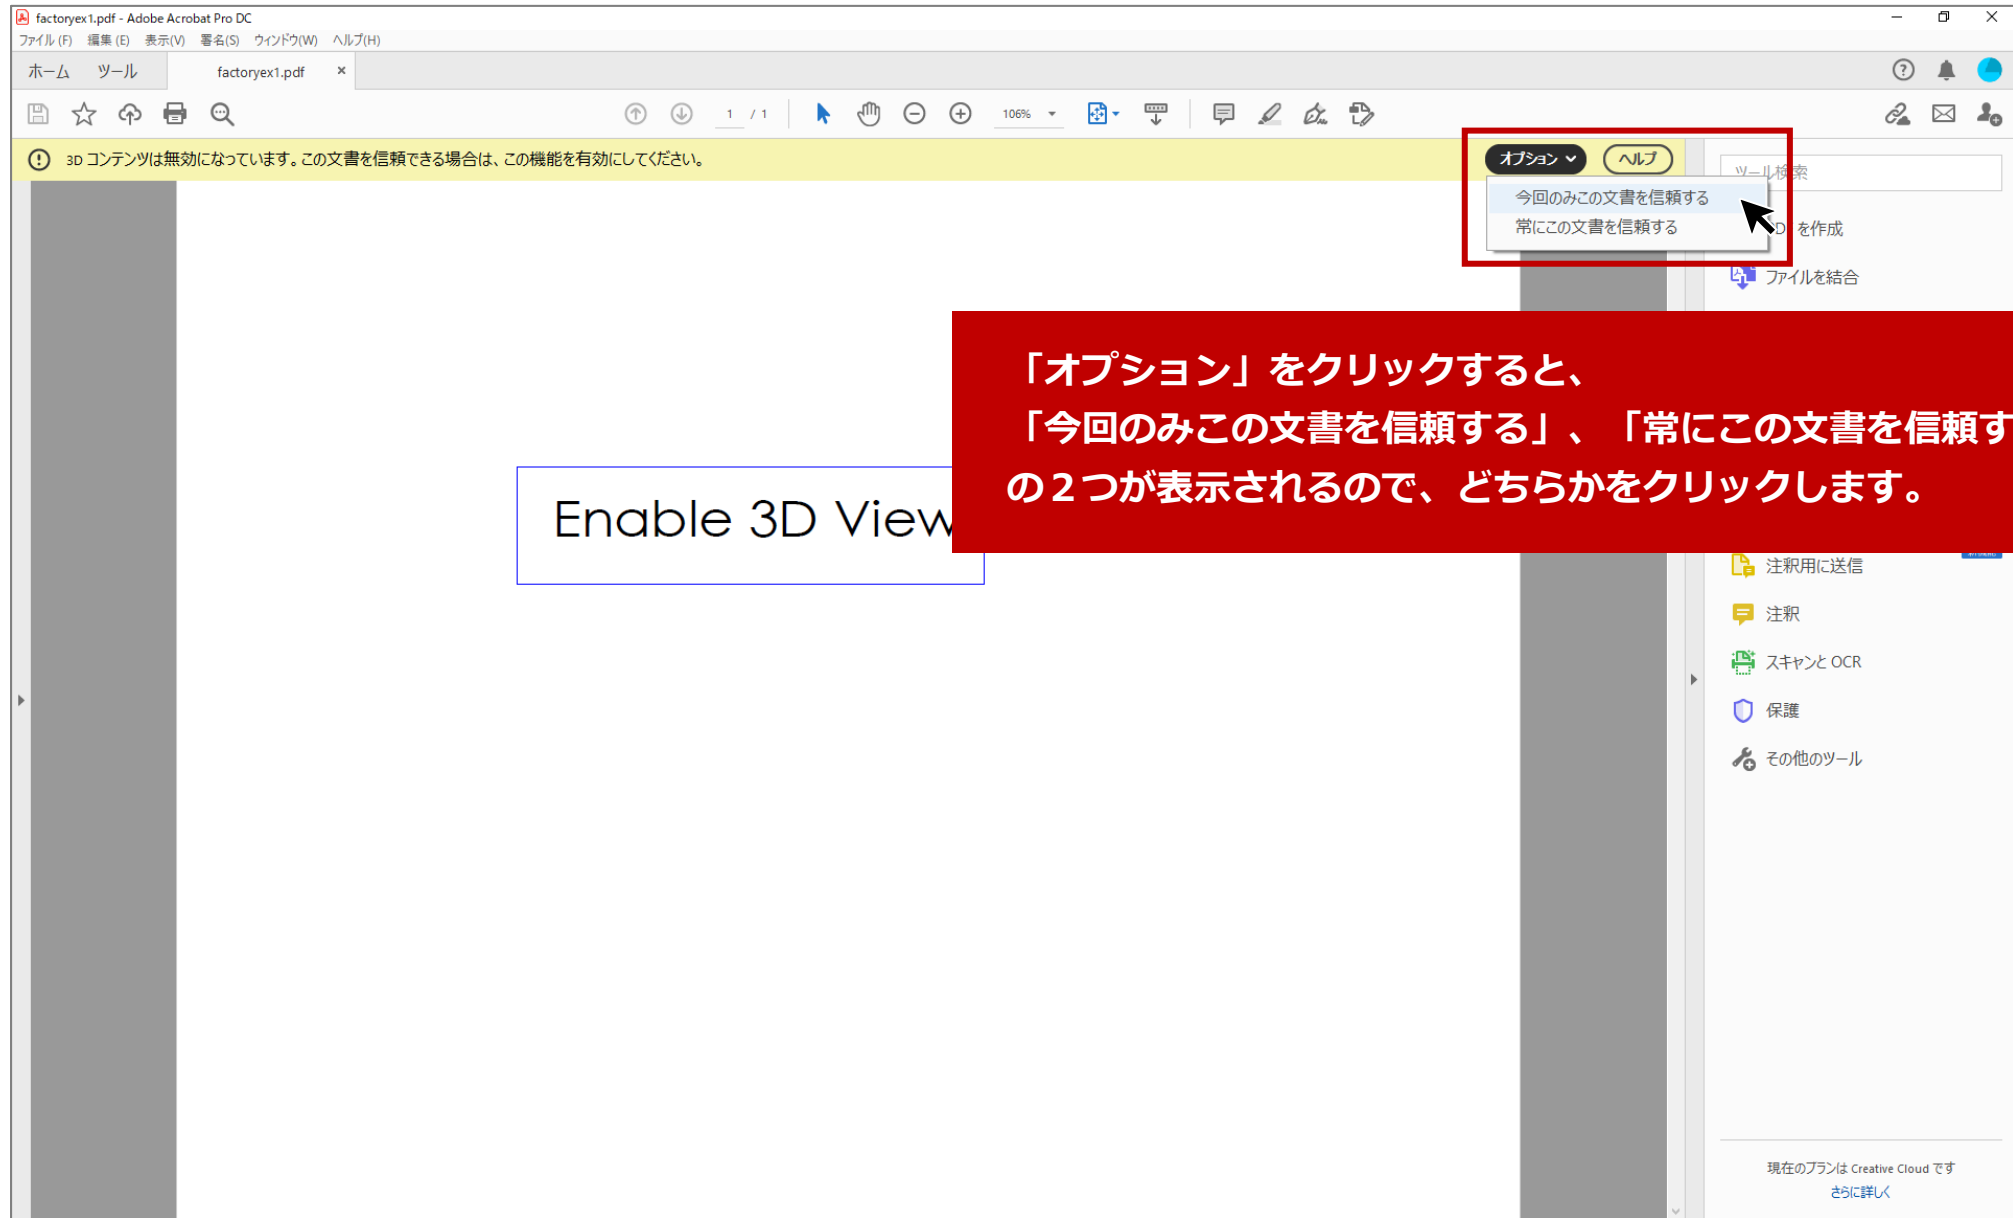 factoryex1.pdf - Adobe Acrobat Pro DC
ファイル(F) 編集(E) 表示(V) 署名(S) ウィンドウ(W) ヘルプ(H)
ホーム ツール factoryex1.pdf ×
1 / 1 106%
3D コンテンツは無効になっています。この文書を信頼できる場合は、この機能を有効にしてください。
オプション ヘルプ
ツール検索
今回のみこの文書を信頼する
常にこの文書を信頼する
を作成
ファイルを結合
「オプション」をクリックすると、
「今回のみこの文書を信頼する」、「常にこの文書を信頼す
の２つが表示されるので、どちらかをクリックします。
Enable 3D View
注釈用に送信
注釈
スキャンと OCR
保護
その他のツール
現在のプランは Creative Cloud です
さらに詳しく